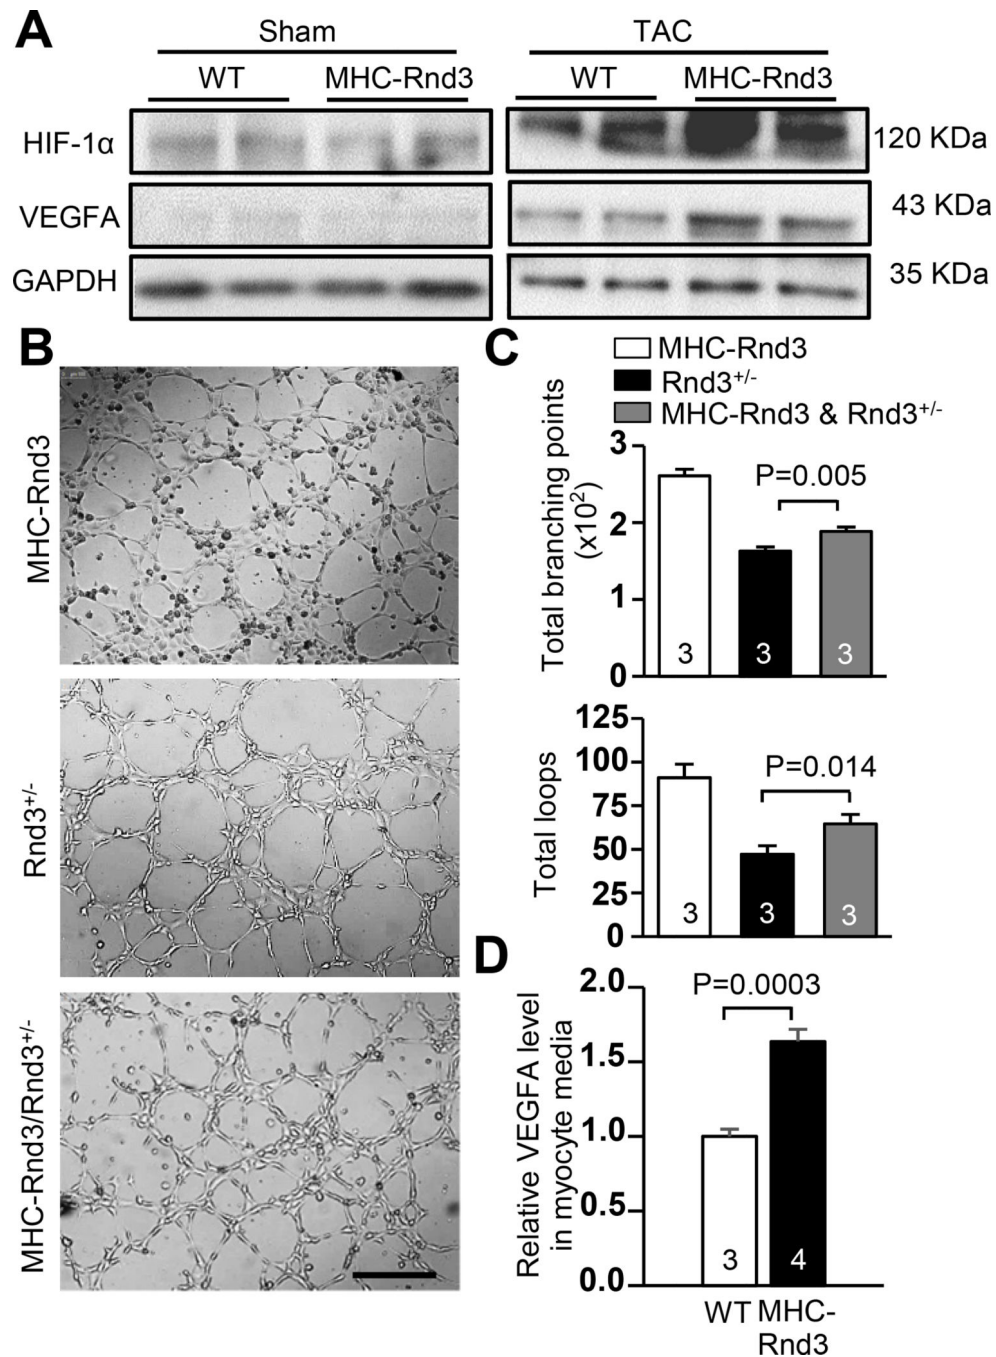 A
Sham
TAC
WT
MHC-Rnd3
WT
MHC-Rnd3
HIF-1α
120 KDa
VEGFA
43 KDa
GAPDH
35 KDa
B
MHC-Rnd3
Rnd3+/-
MHC-Rnd3/Rnd3+/-
C
MHC-Rnd3
Rnd3+/-
MHC-Rnd3 & Rnd3+/-
Total branching points
(x10²)
3
2
1
0
P=0.005
3
3
3
Total loops
125
100
75
50
25
0
P=0.014
3
3
3
D
Relative VEGFA level
in myocyte media
2.0
1.5
1.0
0.5
0.0
P=0.0003
3
4
WT
MHC-
Rnd3